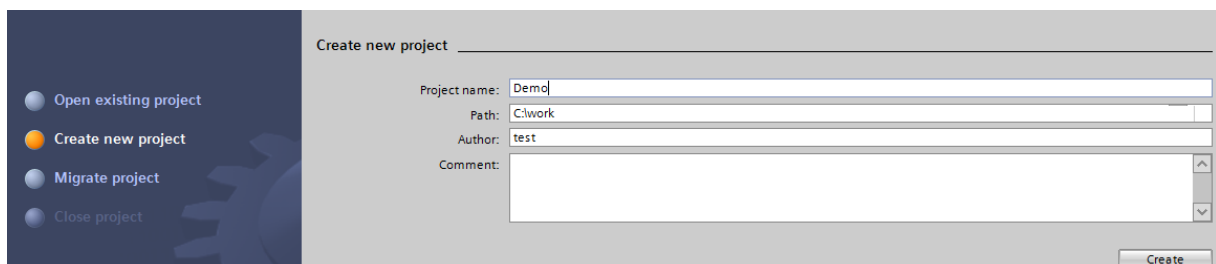 Create new project
Project name: Demo
Path: C:\work
Author: test
Comment:
Open existing project
Create new project
Migrate project
Close project
Create